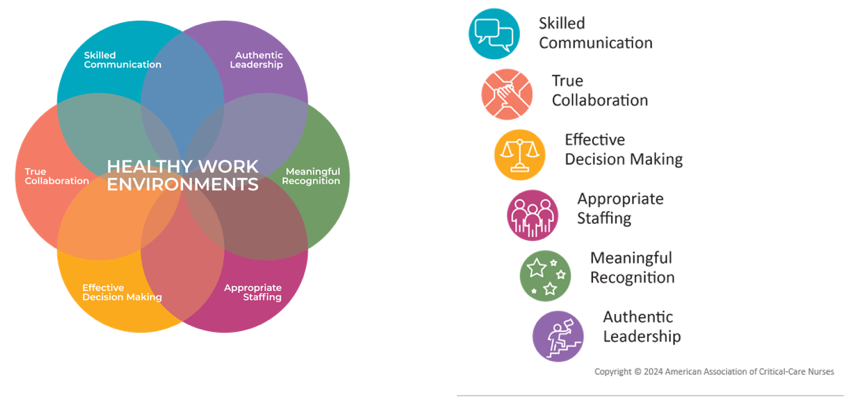 Skilled
Communication
Authentic
Leadership
True
Collaboration
HEALTHY WORK
ENVIRONMENTS
Meaningful
Recognition
Effective
Decision Making
Appropriate
Staffing
Skilled
Communication
True
Collaboration
Effective
Decision Making
Appropriate
Staffing
Meaningful
Recognition
Authentic
Leadership
Copyright © 2024 American Association of Critical-Care Nurses